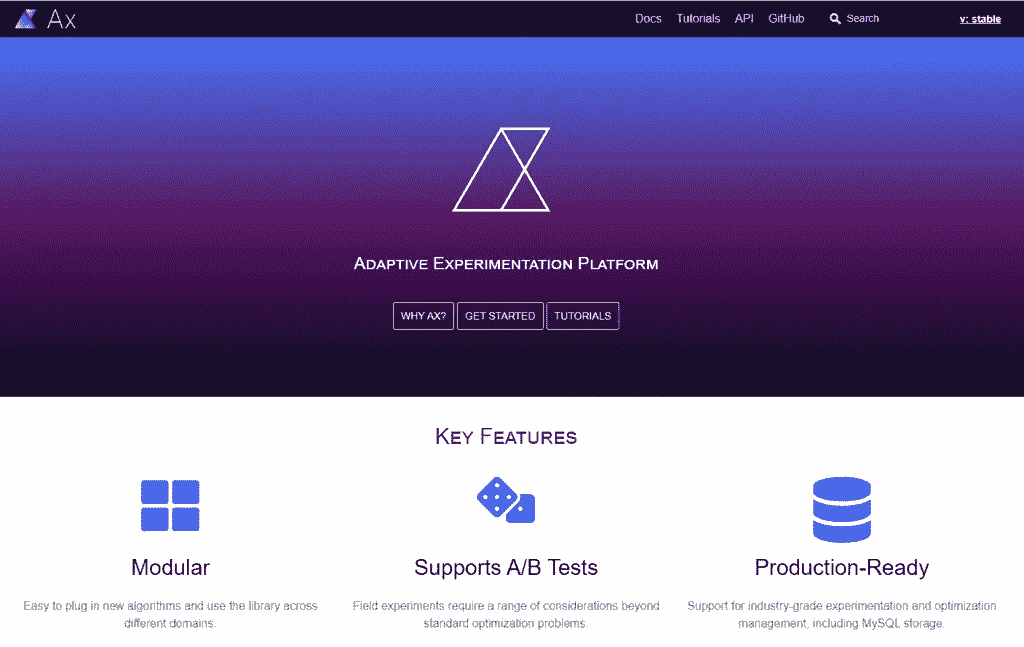 Ax
Docs Tutorials API GitHub Search v: stable
ADAPTIVE EXPERIMENTATION PLATFORM
WHY AX? GET STARTED TUTORIALS
KEY FEATURES
Modular
Easy to plug in new algorithms and use the library across
different domains.
Supports A/B Tests
Field experiments require a range of considerations beyond
standard optimization problems.
Production-Ready
Support for industry-grade experimentation and optimization
management, including MySQL storage.